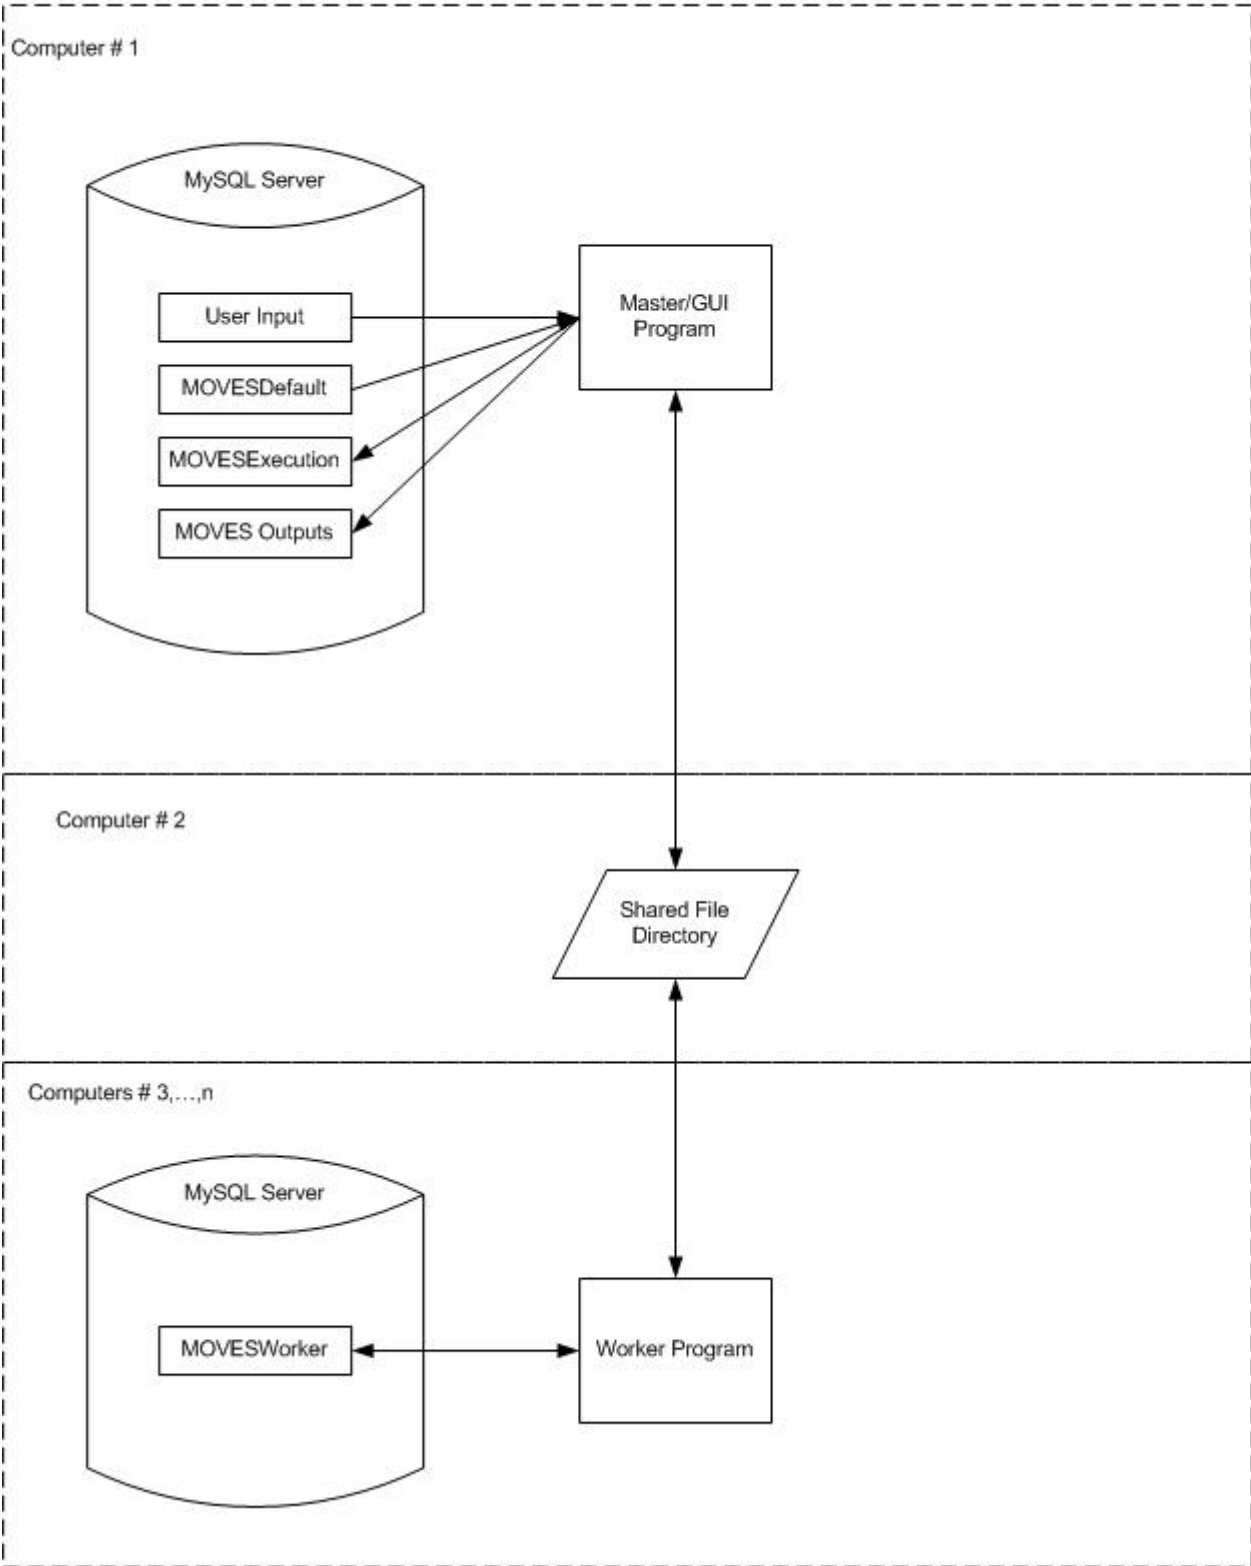 Computer # 1
MySQL Server
User Input
MOVESDefault
MOVESExecution
MOVES Outputs
Master/GUI
Program
Computer # 2
Shared File
Directory
Computers # 3,...,n
MySQL Server
MOVESWorker
Worker Program